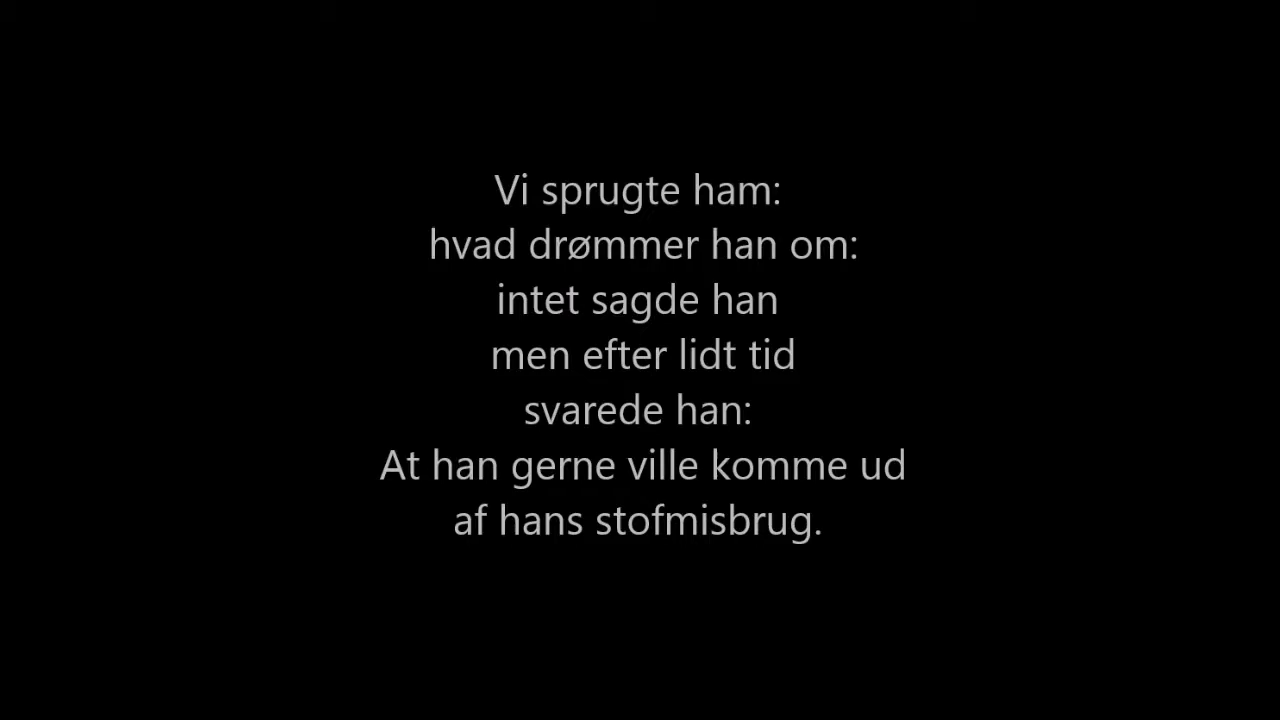 Vi sprugte ham:
hvad drømmer han om:
intet sagde han
men efter lidt tid
svarede han:
At han gerne ville komme ud
af hans stofmisbrug.